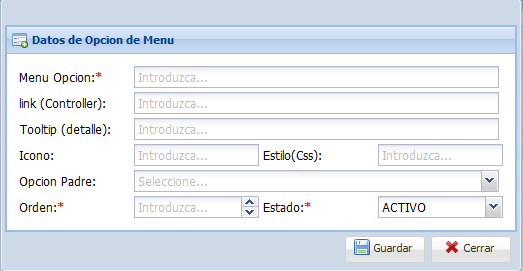 Datos de Opcion de Menu
Menu Opcion:* Introduzca...
link (Controller): Introduzca...
Tooltip (detalle): Introduzca...
Icono: Introduzca... Estilo(Css): Introduzca...
Opcion Padre: Seleccione...
Orden:* Introduzca... Estado:* ACTIVO
Guardar Cerrar